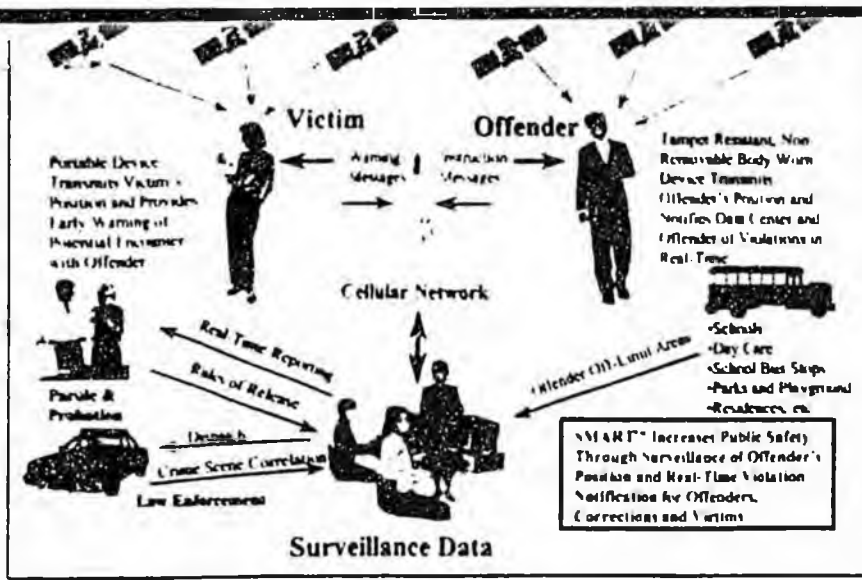 Victim
Offender
Portable Device
Transmits Victim's
Position and Provides
Early Warning of
Potential Encounter
with Offender
Warning
Messages
Instruction
Messages
Tamper Resistant, Non
Removable Body Worn
Device Transmits
Offender's Position and
Notifies Data Center and
Offender of Violations in
Real-Time
Cellular Network
Real-Time Reporting
Rules of Release
Parole &
Probation
Dispatch
Crime Scene Correlation
Law Enforcement
Offender Off-Limit Areas
•Schools
•Day Care
•School Bus Stops
•Parks and Playground
•Residences, etc
SMART™ Increases Public Safety
Through Surveillance of Offender's
Position and Real-Time Violation
Notification for Offenders,
Corrections and Victims
Surveillance Data